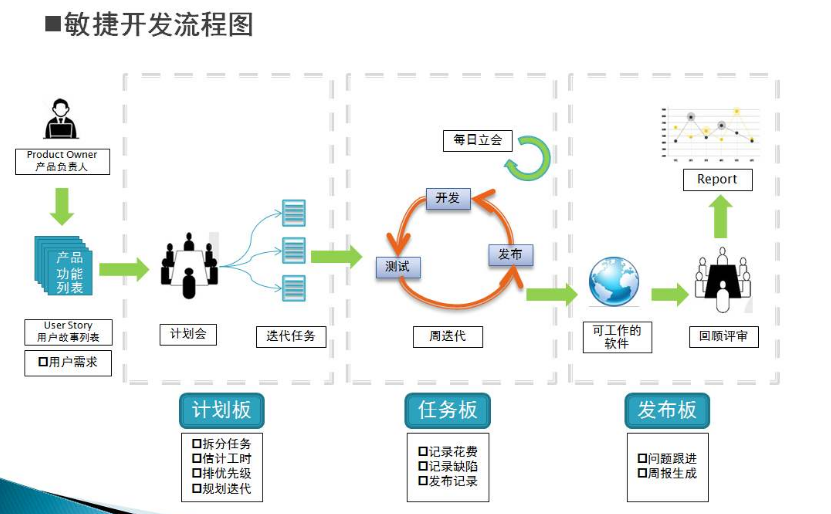 ■敏捷开发流程图
Product Owner
产品负责人
产品
功能
列表
User Story
用户故事列表
用户需求
计划会
迭代任务
每日立会
开发
测试
发布
周迭代
可工作的
软件
Report
回顾评审
计划板
拆分任务
估计工时
排优先级
规划迭代
任务板
记录花费
记录缺陷
发布记录
发布板
问题跟进
周报生成